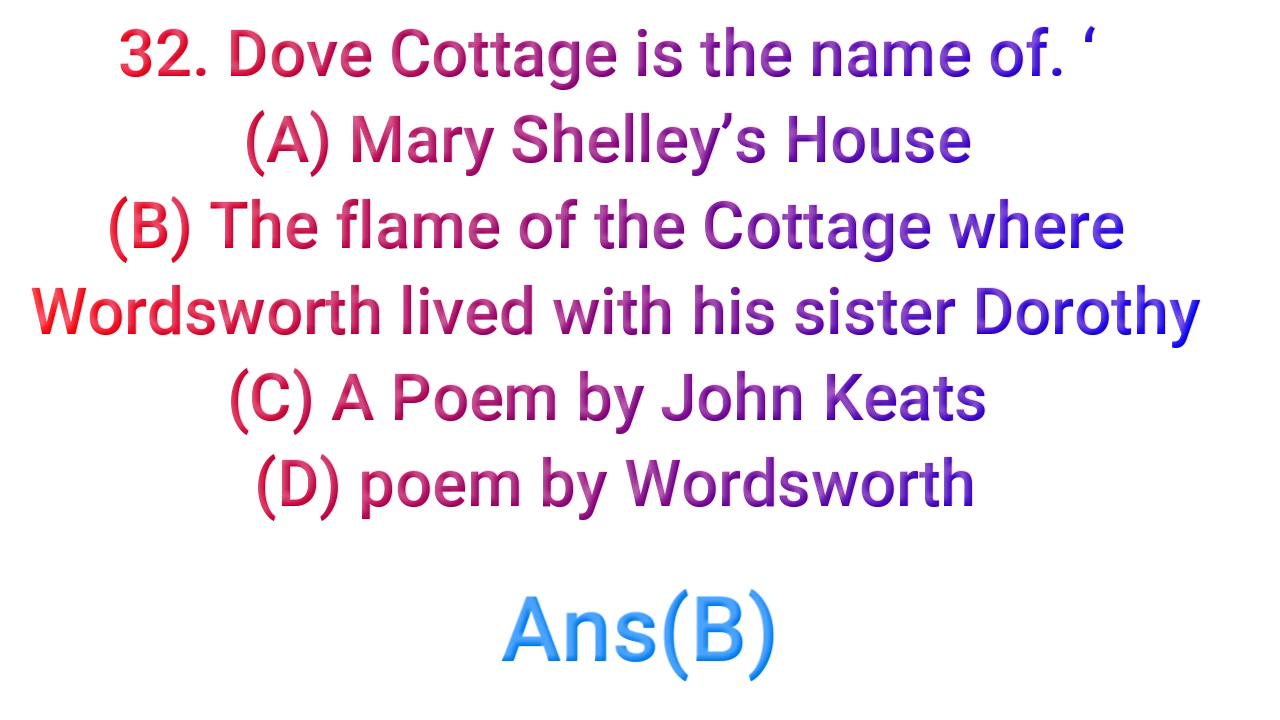 32. Dove Cottage is the name of. ‘
(A) Mary Shelley’s House
(B) The flame of the Cottage where
Wordsworth lived with his sister Dorothy
(C) A Poem by John Keats
(D) poem by Wordsworth
Ans(B)